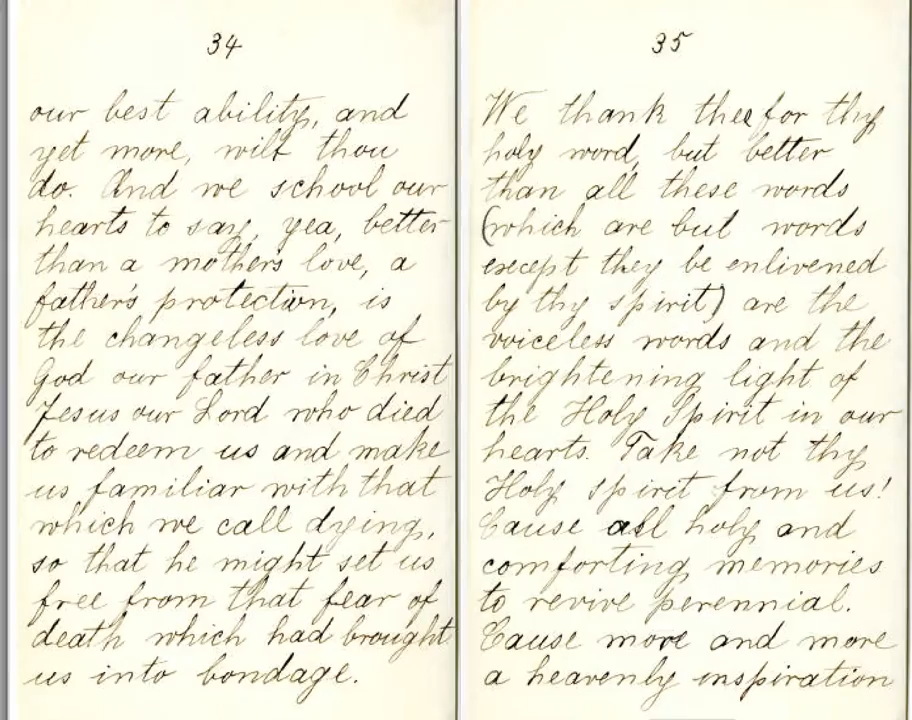 34
our best ability, and
yet more, wilt thou
do. And we school our
hearts to say, yea, better
than a mothers love, a
father's protection, is
the changeless love of
God our father in Christ
Jesus our Lord who died
to redeem us and make
us familiar with that
which we call dying,
so that he might set us
free from that fear of
death which had brought
us into bondage.
35
We thank thee for thy
holy word, but better
than all these words
(which are but words
except they be enlivened
by thy spirit) are the
voiceless words and the
brightening light of
the Holy Spirit in our
hearts. Take not thy
Holy spirit from us!
Cause all holy and
comforting memories
to revive perennial.
Cause more and more
a heavenly inspiration